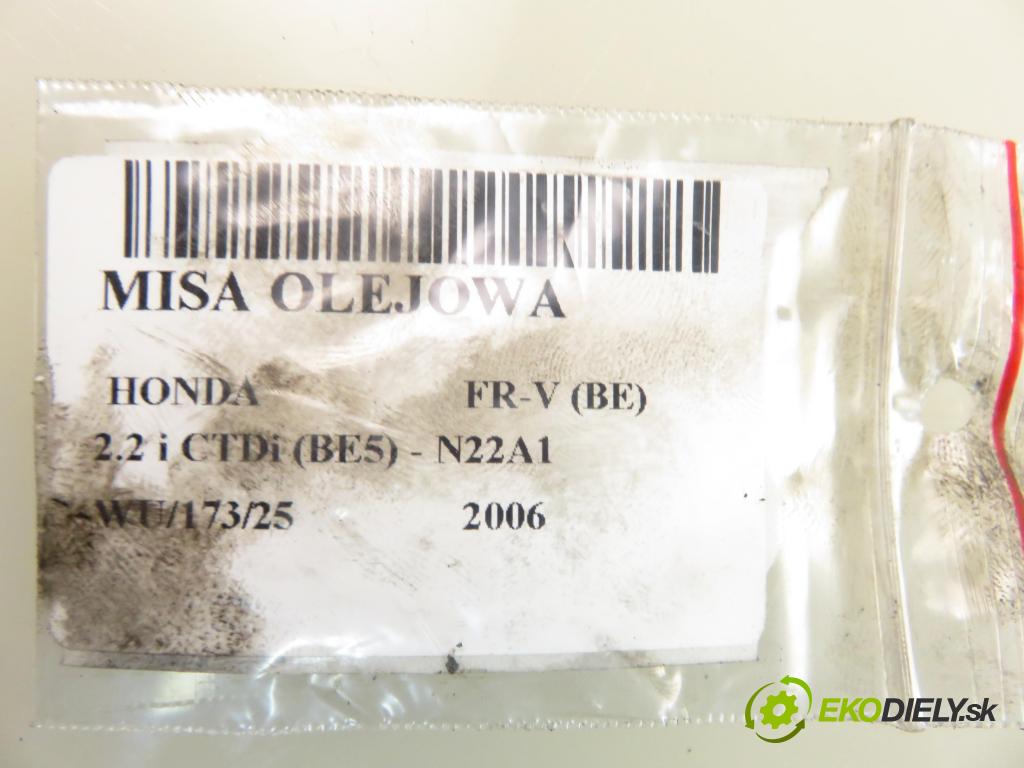 MISA OLEJOWA
HONDA FR-V (BE)
2.2 i CTDi (BE5) - N22A1
WU/173/25 2006
EKODIELY.sk